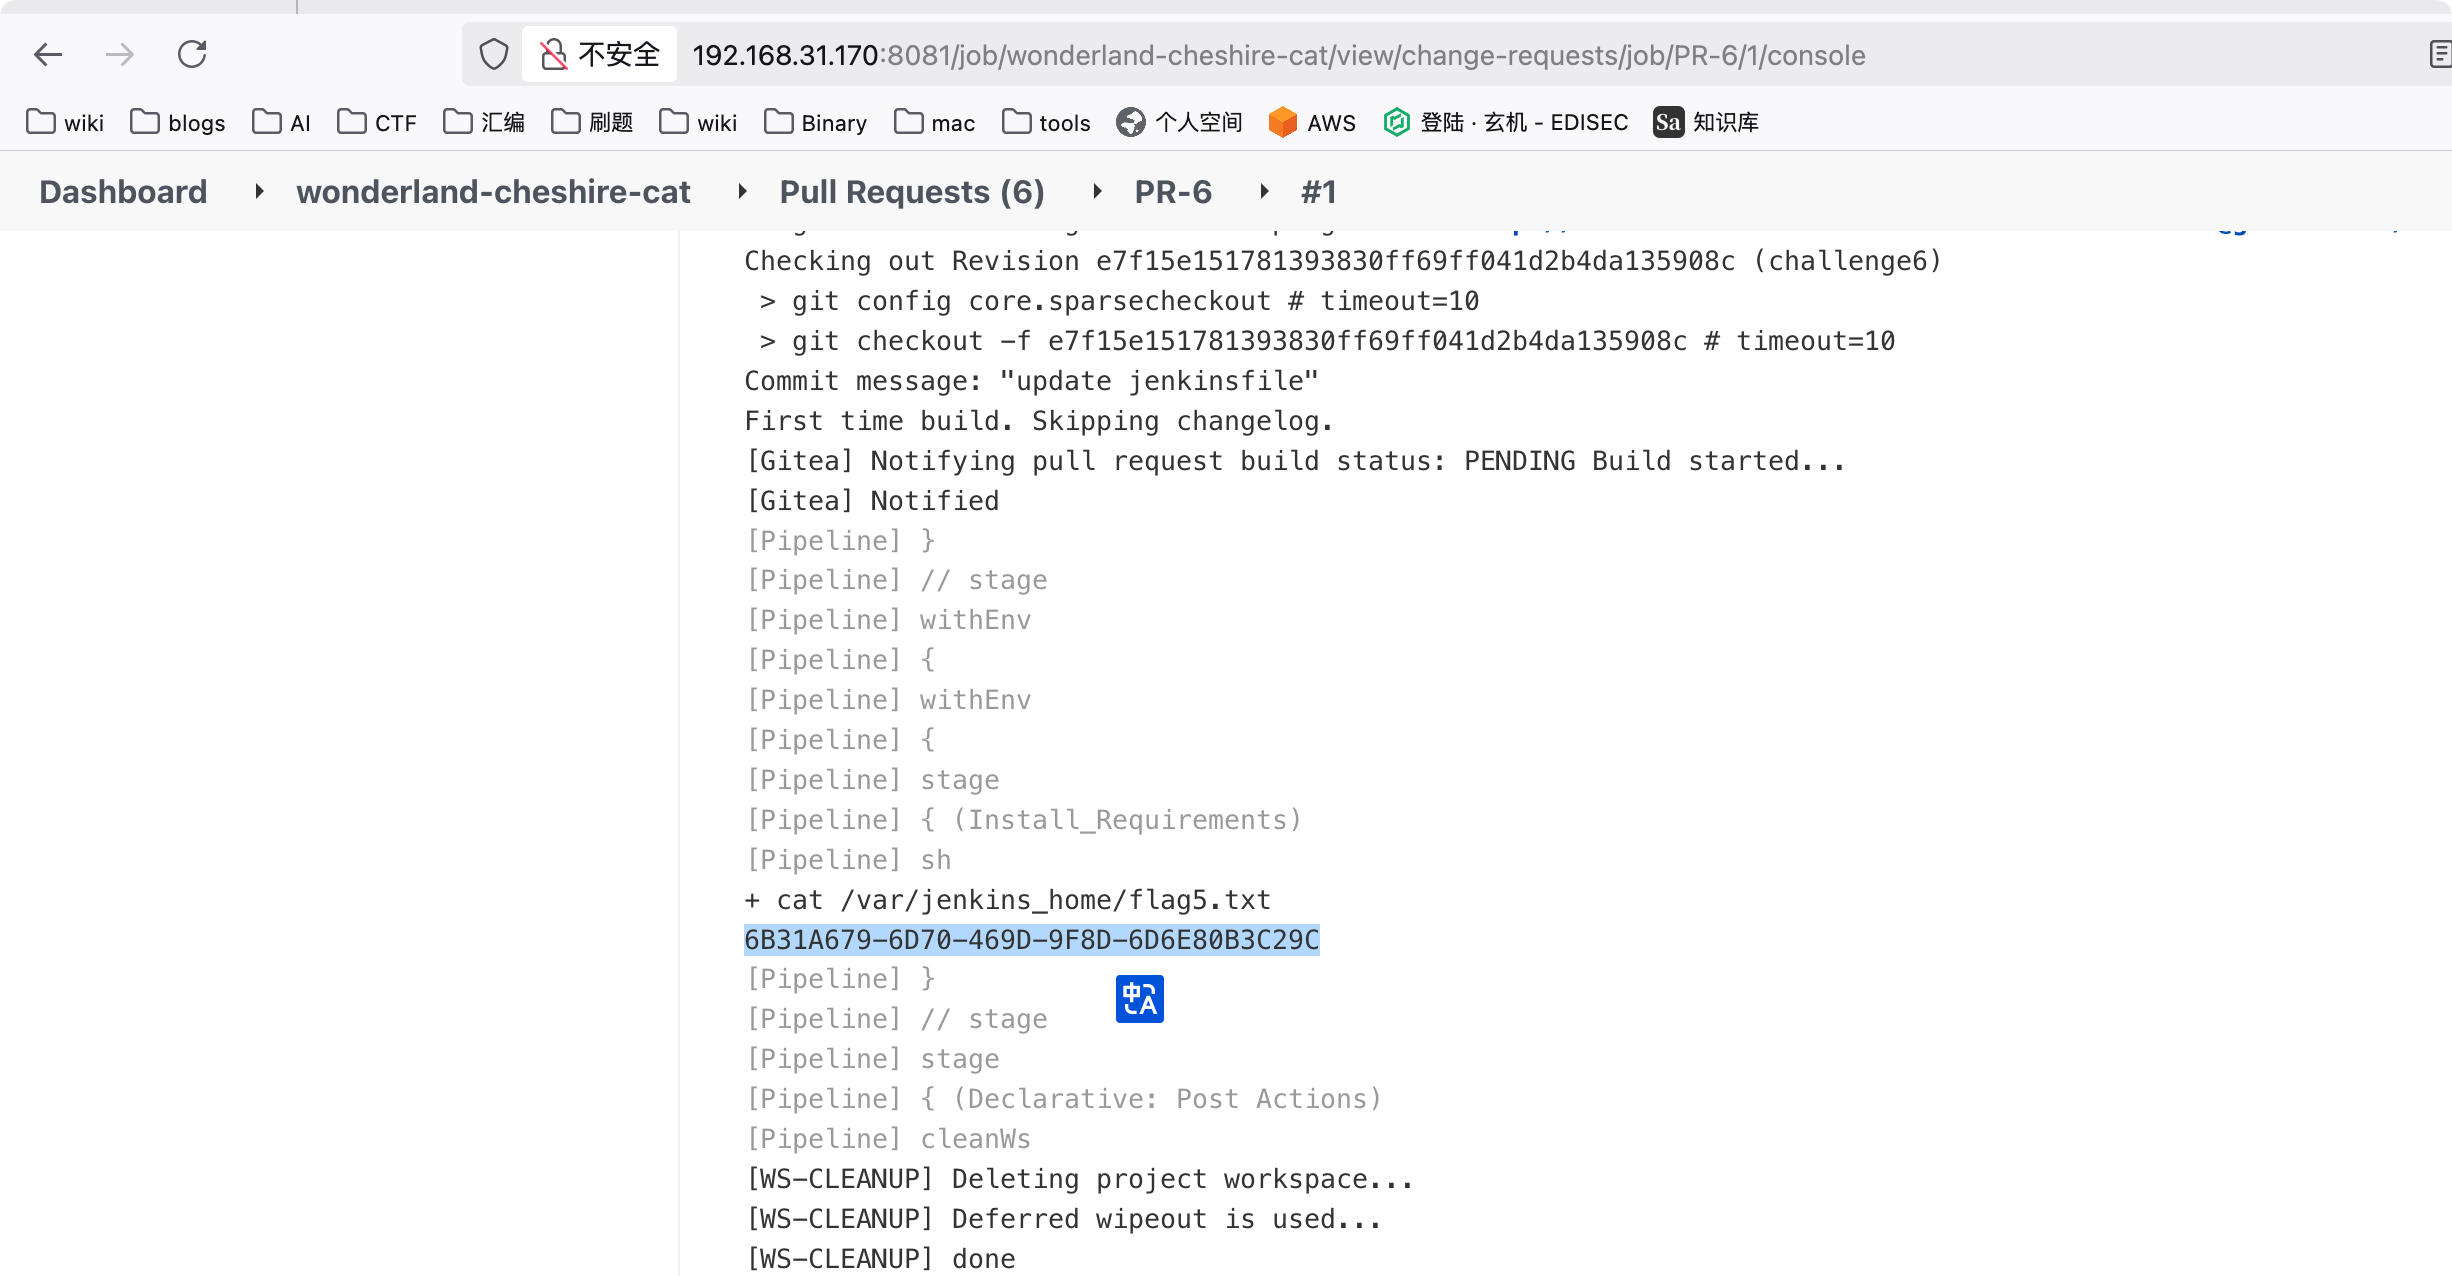 不安全 192.168.31.170:8081/job/wonderland-cheshire-cat/view/change-requests/job/PR-6/1/console
wiki blogs AI CTF 汇编 刷题 wiki Binary mac tools 个人空间 AWS 登陆 · 玄机 - EDISEC Sa 知识库
Dashboard wonderland-cheshire-cat Pull Requests (6) PR-6 #1
Checking out Revision e7f15e151781393830ff69ff041d2b4da135908c (challenge6)
> git config core.sparsecheckout # timeout=10
> git checkout -f e7f15e151781393830ff69ff041d2b4da135908c # timeout=10
Commit message: "update jenkinsfile"
First time build. Skipping changelog.
[Gitea] Notifying pull request build status: PENDING Build started...
[Gitea] Notified
[Pipeline] }
[Pipeline] // stage
[Pipeline] withEnv
[Pipeline] {
[Pipeline] withEnv
[Pipeline] {
[Pipeline] stage
[Pipeline] { (Install_Requirements)
[Pipeline] sh
+ cat /var/jenkins_home/flag5.txt
6B31A679-6D70-469D-9F8D-6D6E80B3C29C
[Pipeline] }
[Pipeline] // stage
[Pipeline] stage
[Pipeline] { (Declarative: Post Actions)
[Pipeline] cleanWs
[WS-CLEANUP] Deleting project workspace...
[WS-CLEANUP] Deferred wipeout is used...
[WS-CLEANUP] done